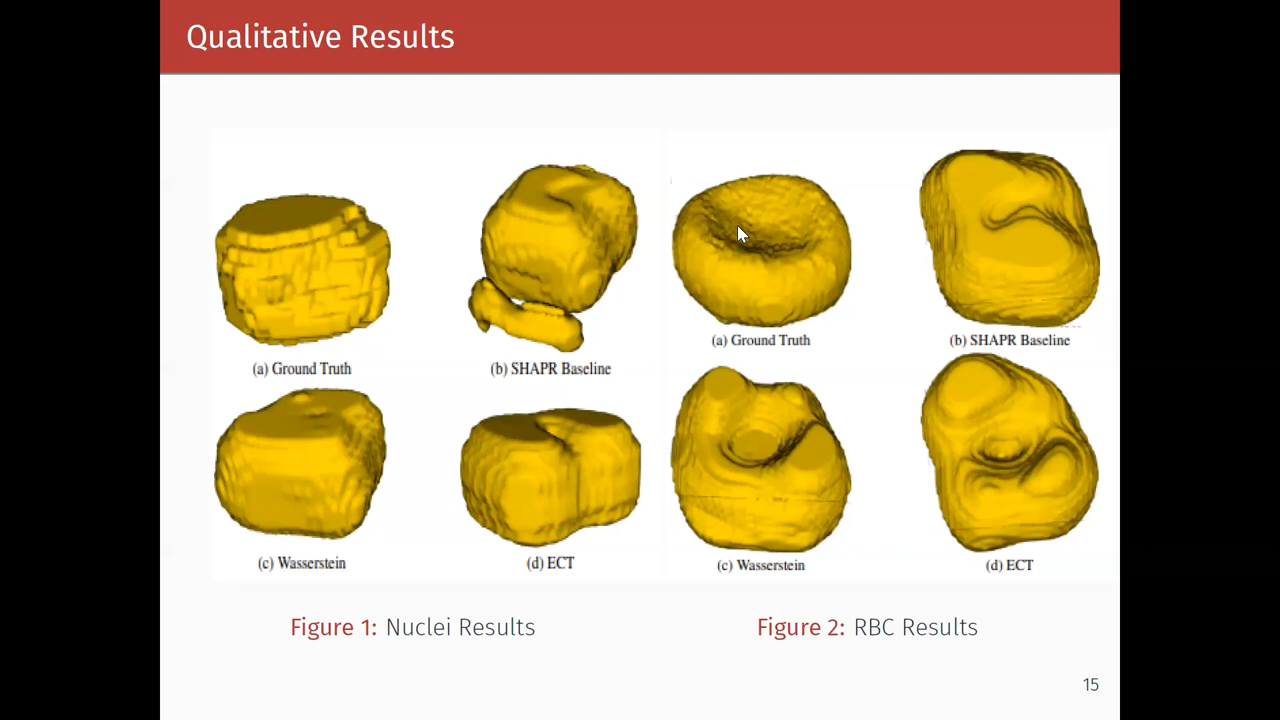 Qualitative Results
(a) Ground Truth
(b) SHAPR Baseline
(c) Wasserstein
(d) ECT
Figure 1: Nuclei Results
(a) Ground Truth
(b) SHAPR Baseline
(c) Wasserstein
(d) ECT
Figure 2: RBC Results
15